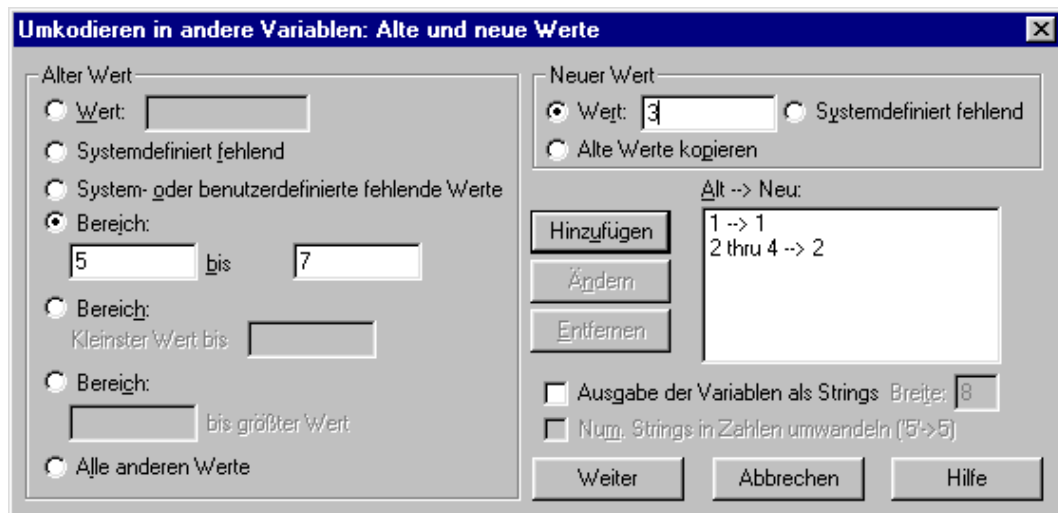 Umkodieren in andere Variablen: Alte und neue Werte
Alter Wert
Wert:
Systemdefiniert fehlend
System- oder benutzerdefinierte fehlende Werte
Bereich:
5 bis 7
Bereich:
Kleinster Wert bis
Bereich:
bis größter Wert
Alle anderen Werte
Neuer Wert
Wert: 3 Systemdefiniert fehlend
Alte Werte kopieren
Alt --> Neu:
Hinzufügen
Ändern
Entfernen
1 --> 1
2 thru 4 --> 2
Ausgabe der Variablen als Strings Breite: 8
Num. Strings in Zahlen umwandeln ('5'->5)
Weiter Abbrechen Hilfe